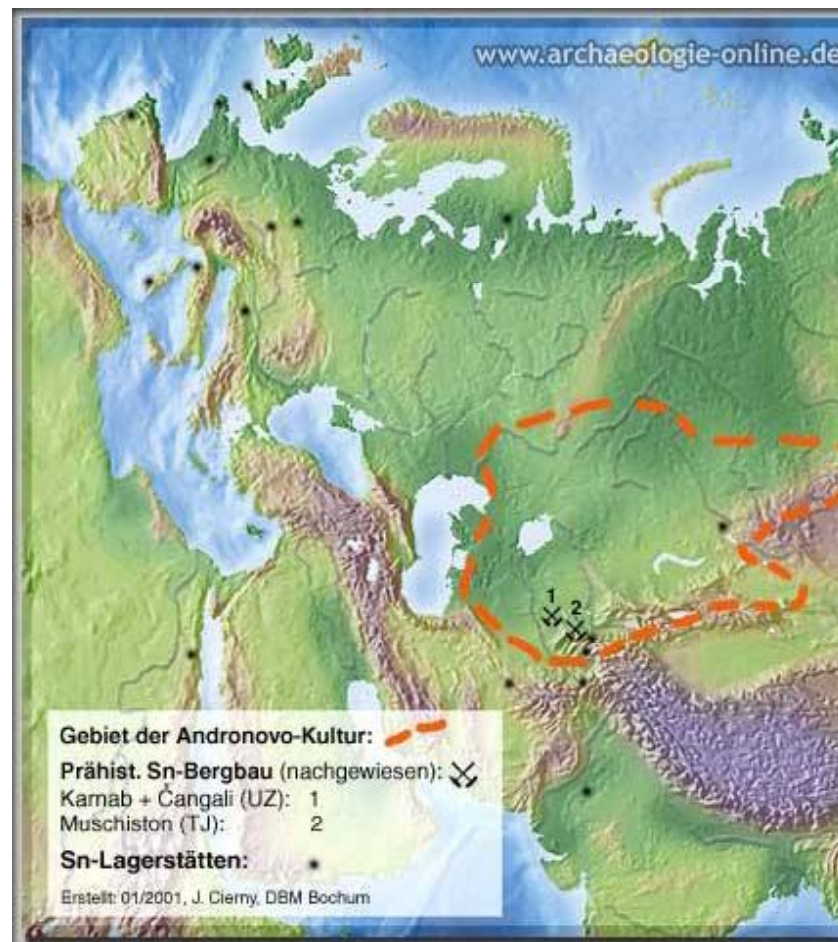 www.archaeologie-online.de
1
2
Gebiet der Andronovo-Kultur:
Prähist. Sn-Bergbau (nachgewiesen):
Karnab + Čangali (UZ): 1
Muschiston (TJ): 2
Sn-Lagerstätten:
Erstellt: 01/2001, J. Cierny, DBM Bochum